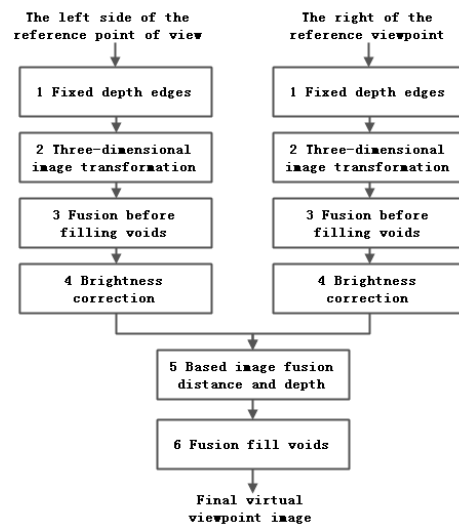 The left side of the
reference point of view
1 Fixed depth edges
2 Three-dimensional
image transformation
3 Fusion before
filling voids
4 Brightness
correction
The right of the
reference viewpoint
1 Fixed depth edges
2 Three-dimensional
image transformation
3 Fusion before
filling voids
4 Brightness
correction
5 Based image fusion
distance and depth
6 Fusion fill voids
Final virtual
viewpoint image